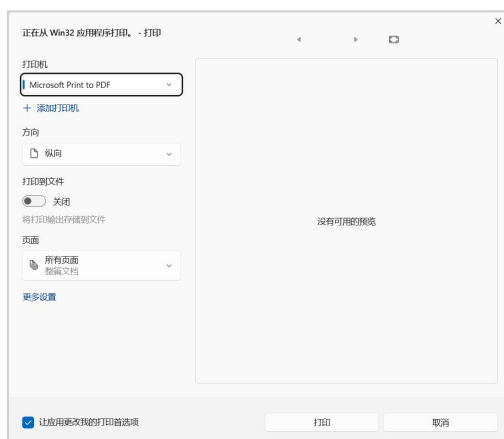 正在从 Win32 应用程序打印。 - 打印
打印机
Microsoft Print to PDF
添加打印机
方向
纵向
打印到文件
关闭
将打印输出存储到文件
没有可用的预览
页面
所有页面
整篇文档
更多设置
让应用更改我的打印首选项
打印
取消